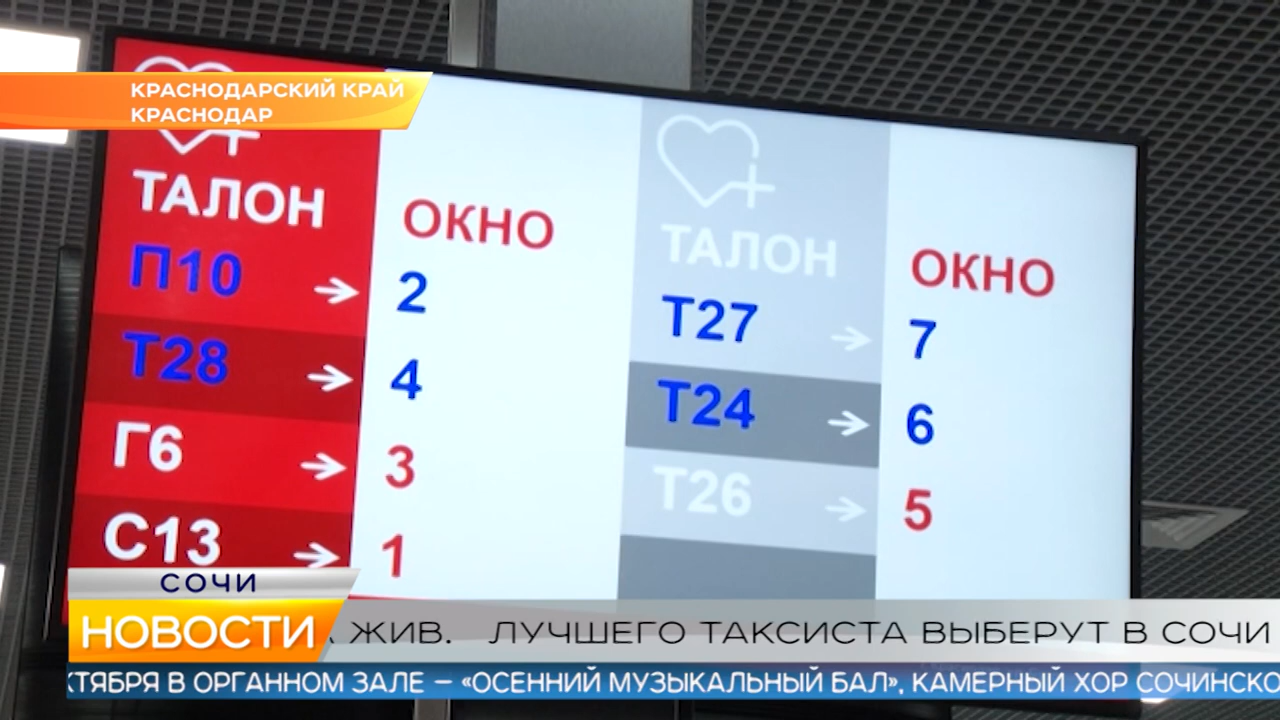 КРАСНОДАРСКИЙ КРАЙ
КРАСНОДАР
ТАЛОН ОКНО
П10 → 2
Т28 → 4
Г6 → 3
С13 → 1
ТАЛОН ОКНО
Т27 → 7
Т24 → 6
Т26 → 5
СОЧИ
НОВОСТИ
ЖИВ. ЛУЧШЕГО ТАКСИСТА ВЫБЕРУТ В СОЧИ
КТЯБРЯ В ОРГАННОМ ЗАЛЕ – «ОСЕННИЙ МУЗЫКАЛЬНЫЙ БАЛ», КАМЕРНЫЙ ХОР СОЧИНСКО